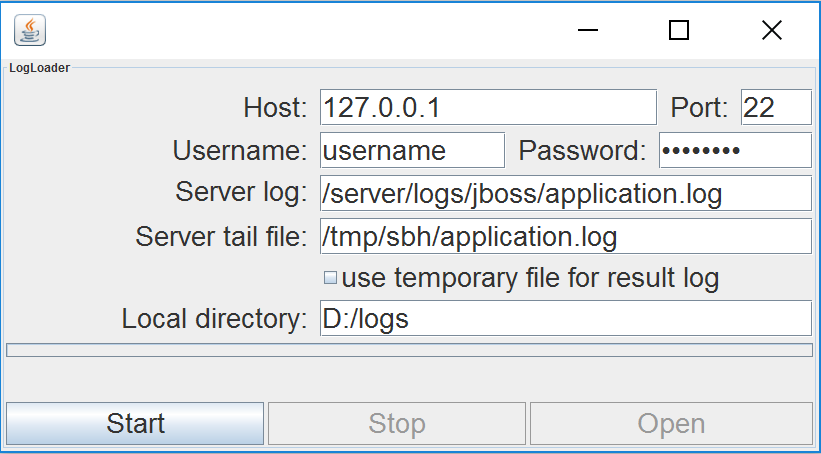 LogLoader
Host: 127.0.0.1 Port: 22
Username: username Password: ••••••••
Server log: /server/logs/jboss/application.log
Server tail file: /tmp/sbh/application.log
use temporary file for result log
Local directory: D:/logs
Start Stop Open